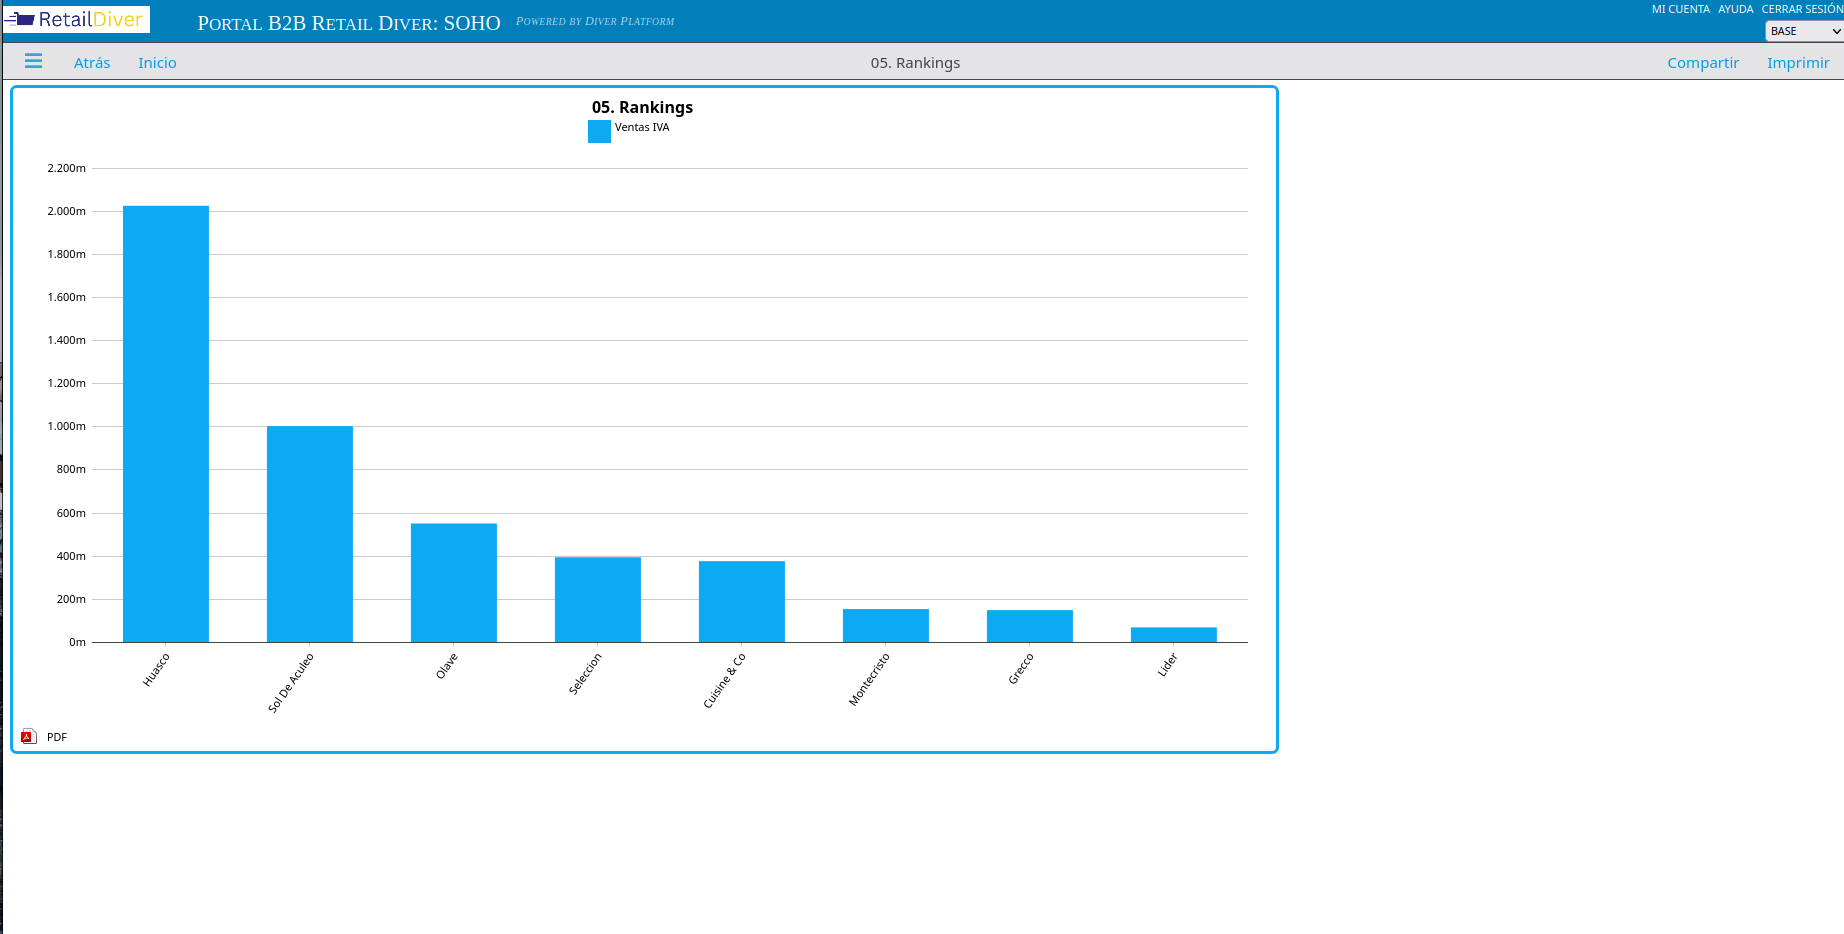 RetailDiver
PORTAL B2B RETAIL DIVER: SOHO
POWERED BY DIVER PLATFORM
MI CUENTA AYUDA CERRAR SESIÓN
BASE
Atrás Inicio
05. Rankings
Compartir Imprimir
05. Rankings
Ventas IVA
2.200m
2.000m
1.800m
1.600m
1.400m
1.200m
1.000m
800m
600m
400m
200m
0m
Huasco
Sol De Aculeo
Olave
Seleccion
Cuisine & Co
Montecristo
Grecco
Lider
PDF